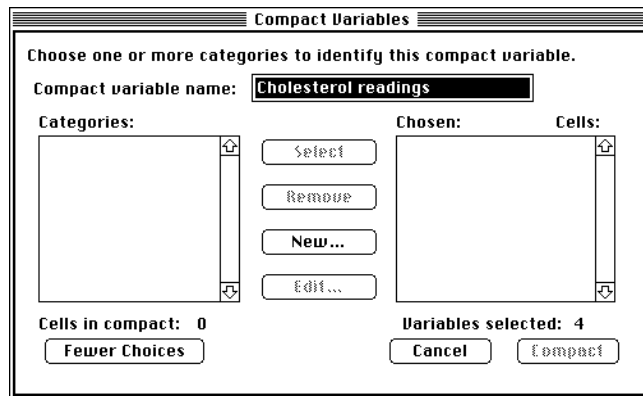 Compact Variables
Choose one or more categories to identify this compact variable.
Compact variable name: Cholesterol readings
Categories: Chosen: Cells:
Select
Remove
New...
Edit...
Cells in compact: 0 Variables selected: 4
Fewer Choices Cancel Compact